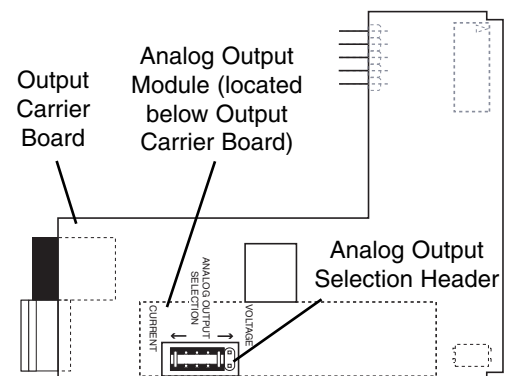 Output
Carrier
Board
Analog Output
Module (located
below Output
Carrier Board)
Analog Output
Selection Header
CURRENT
ANALOG OUTPUT
SELECTION
VOLTAGE